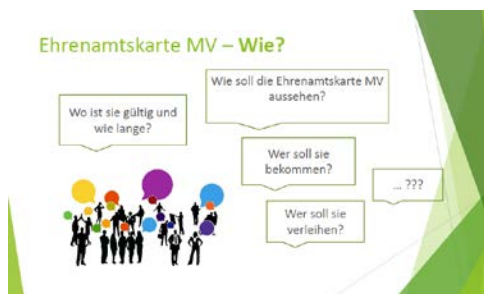 Ehrenamtskarte MV – Wie?
Wie soll die Ehrenamtskarte MV
aussehen?
Wo ist sie gültig und
wie lange?
Wer soll sie
bekommen?
... ???
Wer soll sie
verleihen?